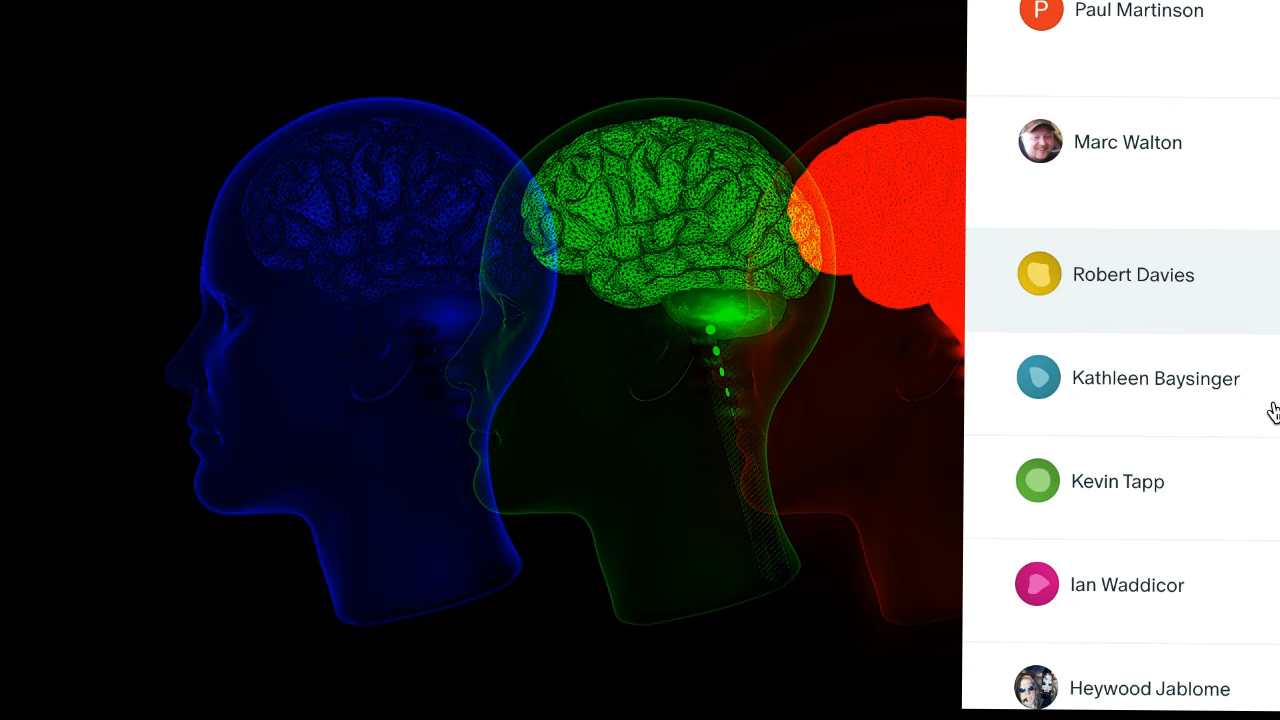 P
Paul Martinson
Marc Walton
Robert Davies
Kathleen Baysinger
Kevin Tapp
Ian Waddicor
Heywood Jablome